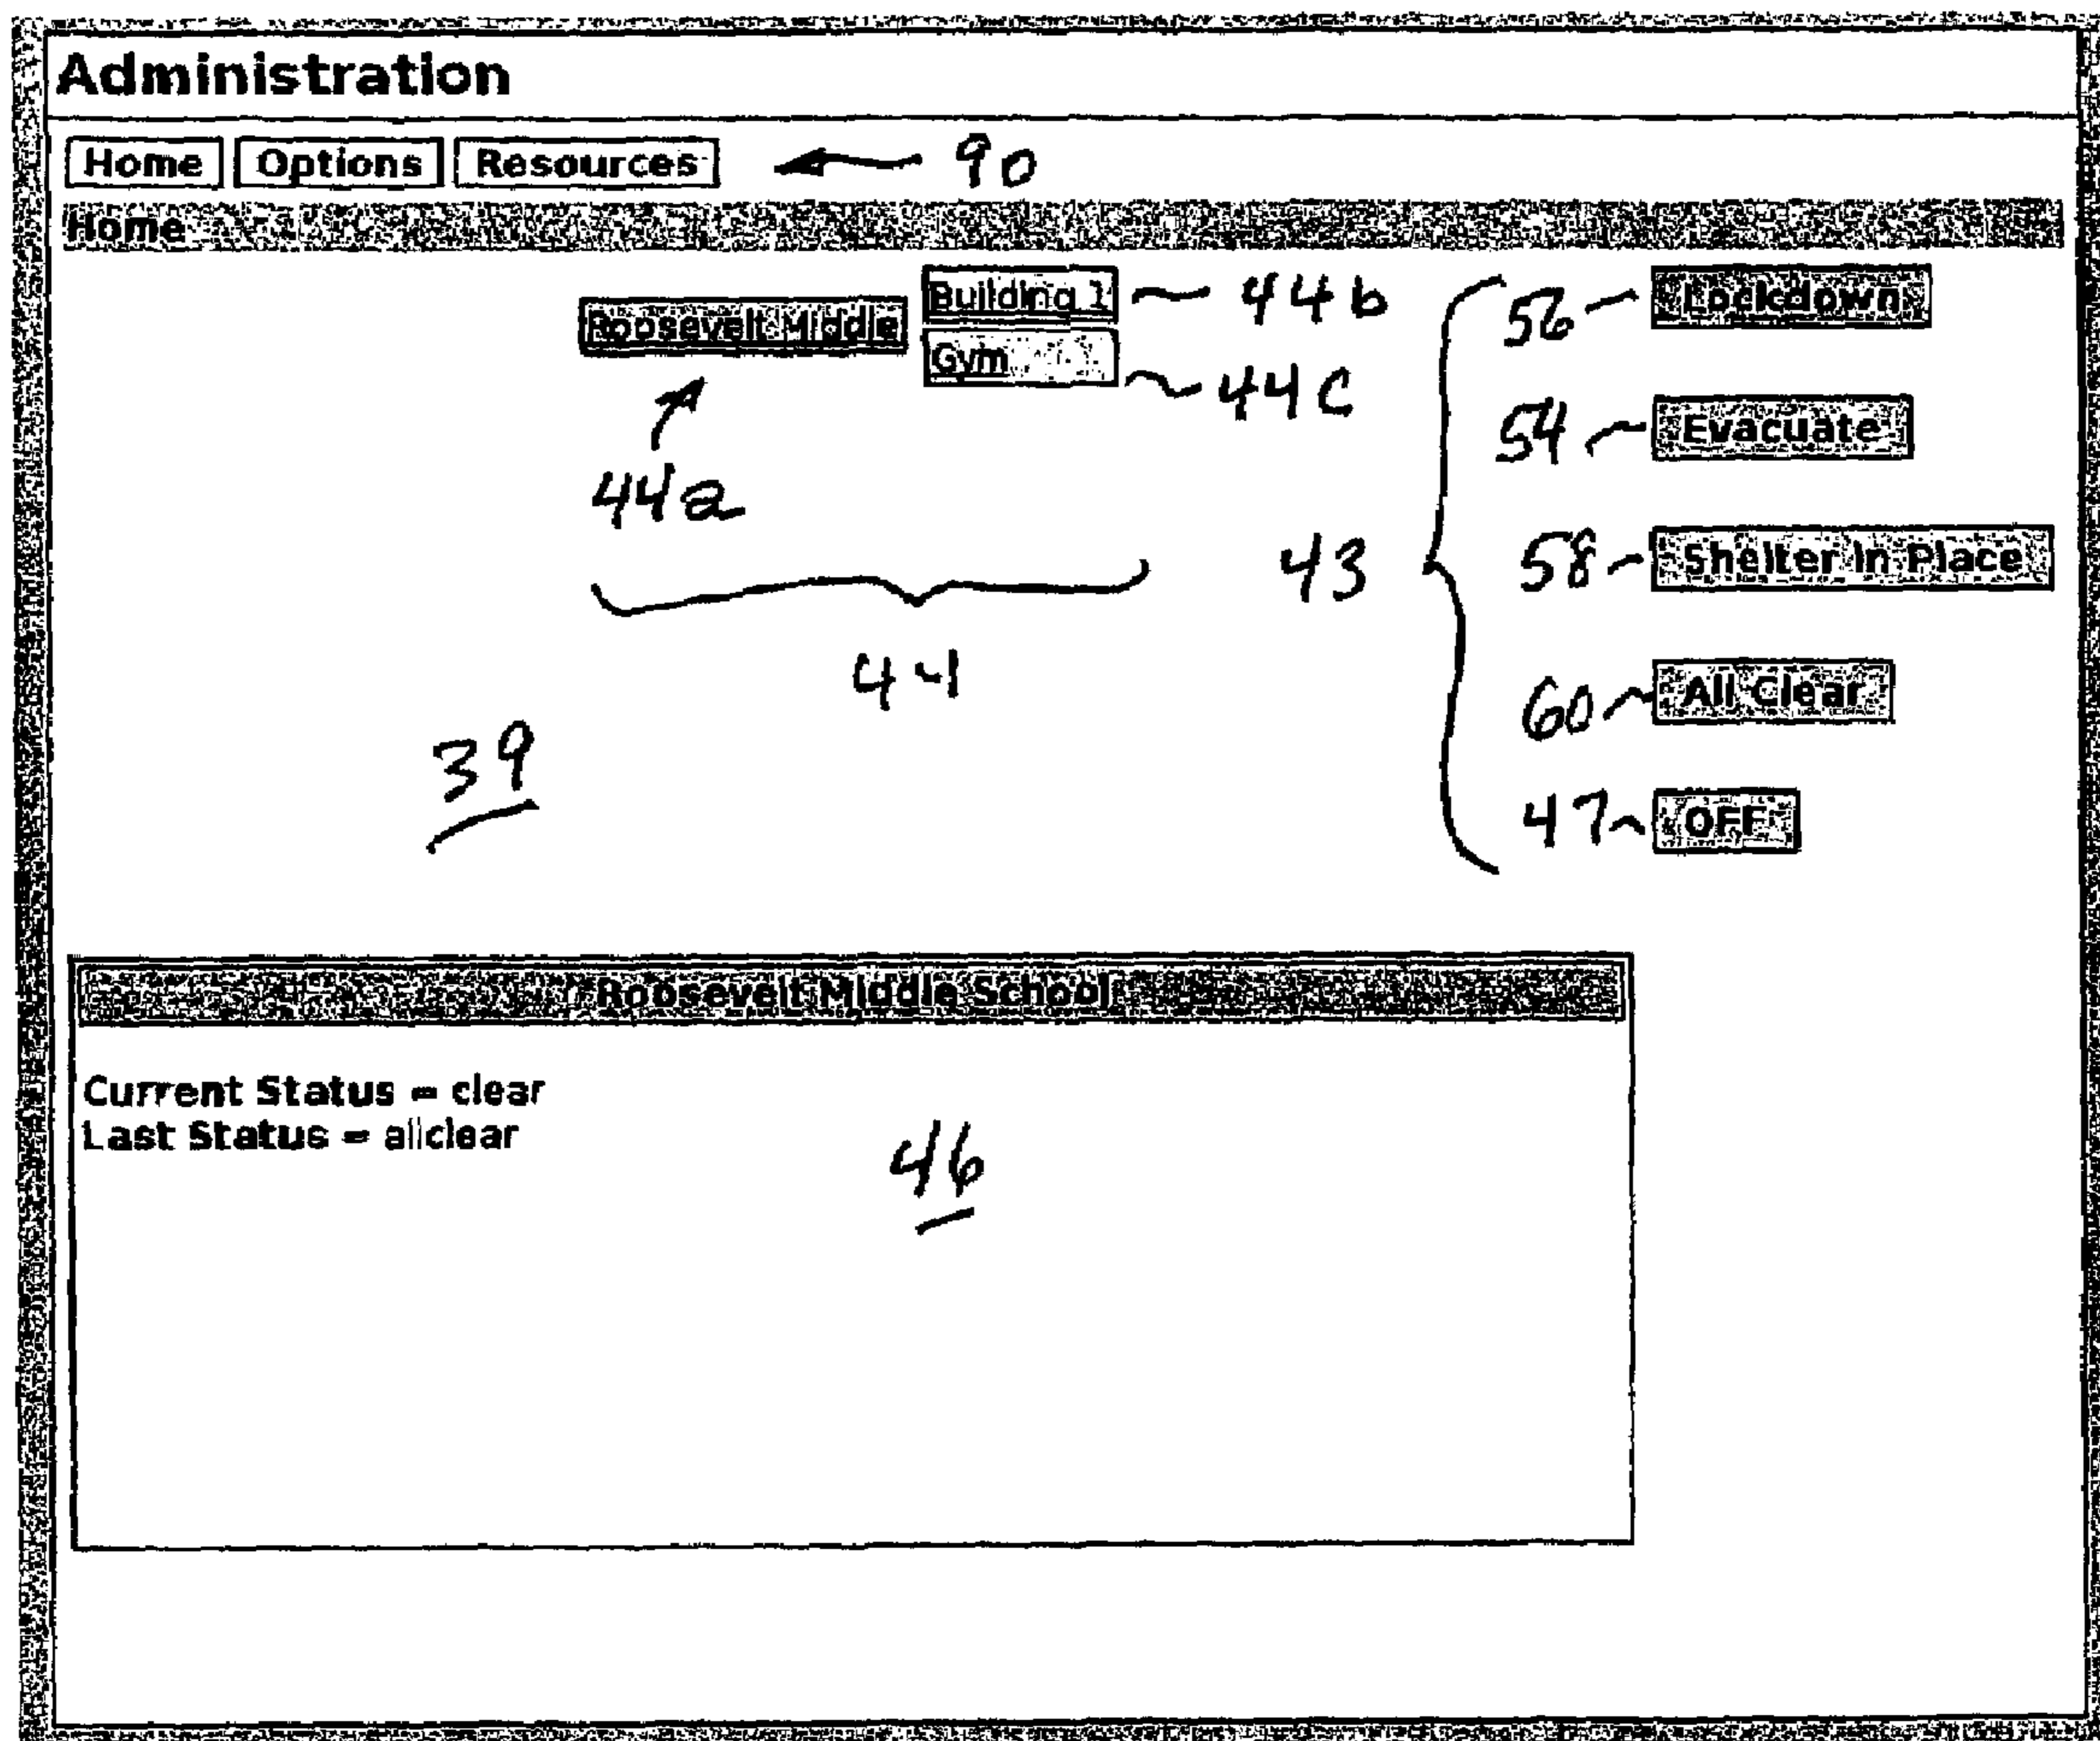 Administration
Home Options Resources 90
Home
Building 1 44b
Roosevelt Middle
Gym 44c
44a
44
43
56 Lockdown
54 Evacuate
58 Shelter In Place
60 All Clear
47 OFF
39
Roosevelt Middle School
Current Status = clear
Last Status = allclear
46